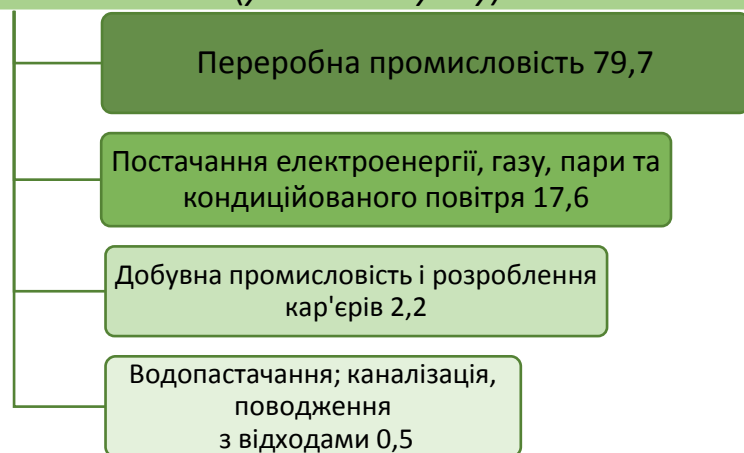 Переробна промисловість 79,7
Постачання електроенергії, газу, пари та
кондиційованого повітря 17,6
Добувна промисловість і розроблення
кар'єрів 2,2
Водопастачання; каналізація,
поводження
з відходами 0,5